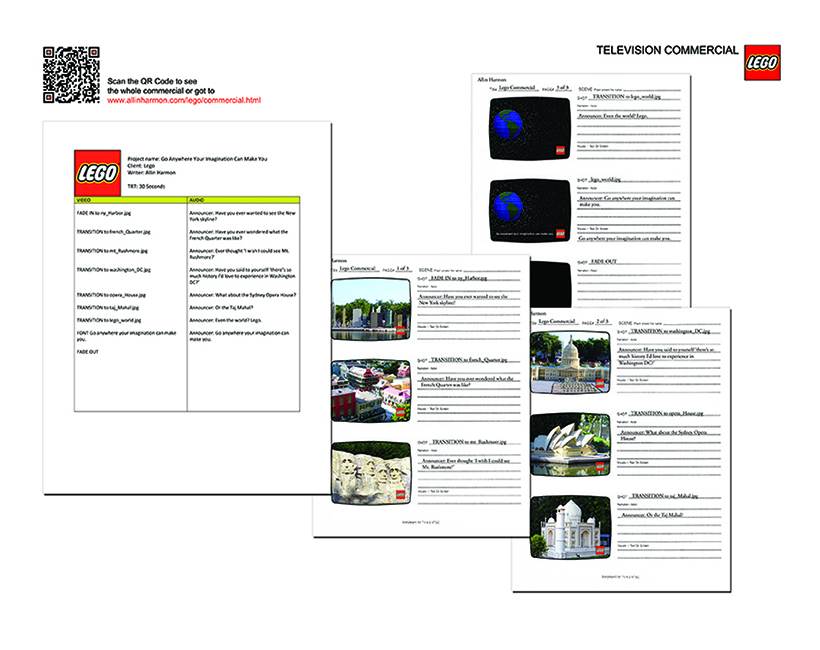 TELEVISION COMMERCIAL
LEGO
Scan the QR Code to see
the whole commercial or got to
www.allinharmon.com/lego/commercial.html
LEGO
Project name: Go Anywhere Your Imagination Can Make You
Client: Lego
Writer: Allin Harmon
TRT: 30 Seconds
VIDEO AUDIO
FADE IN to ny_Harbor.jpg Announcer: Have you ever wanted to see the New
York skyline?
TRANSITION to french_Quarter.jpg Announcer: Have you ever wondered what the
French Quarter was like?
TRANSITION to mt_Rushmore.jpg Announcer: Ever thought 'I wish I could see Mt.
Rushmore?'
TRANSITION to washington_DC.jpg Announcer: Have you said to yourself 'there's so
much history I'd love to experience in Washington
DC?'
TRANSITION to opera_House.jpg Announcer: What about the Sydney Opera House?
TRANSITION to taj_Mahal.jpg Announcer: Or the Taj Mahal?
TRANSITION to lego_world.jpg Announcer: Even the world? Lego.
FONT Go anywhere your imagination can make Announcer: Go anywhere your imagination can
you. make you.
FADE OUT
Allin Harmon
Title Lego Commercial PAGE# 3 of 3 SCENE
SHOT TRANSITION to lego_world.jpg
Announcer: Even the world? Lego.
SHOT lego_world.jpg
Announcer: Go anywhere your imagination can
make you.
Go anywhere your imagination can make you.
Go anywhere your imagination can make you.
SHOT FADE OUT
Harmon
Lego Commercial PAGE# 1 of 3 SCENE
SHOT FADE IN to ny_Harbor.jpg
Announcer: Have you ever wanted to see the
New York skyline?
SHOT TRANSITION to french_Quarter.jpg
Announcer: Have you ever wondered what the
French Quarter was like?
SHOT TRANSITION to mt_Rushmore.jpg
Announcer: Ever thought 'I wish I could see
Mt. Rushmore?'
Harmon
Lego Commercial PAGE# 2 of 3 SCENE
SHOT TRANSITION to washington_DC.jpg
Announcer: Have you said to yourself 'there's so
much history I'd love to experience in
Washington DC?'
SHOT TRANSITION to opera_House.jpg
Announcer: What about the Sydney Opera
House?
SHOT TRANSITION to taj_Mahal.jpg
Announcer: Or the Taj Mahal?